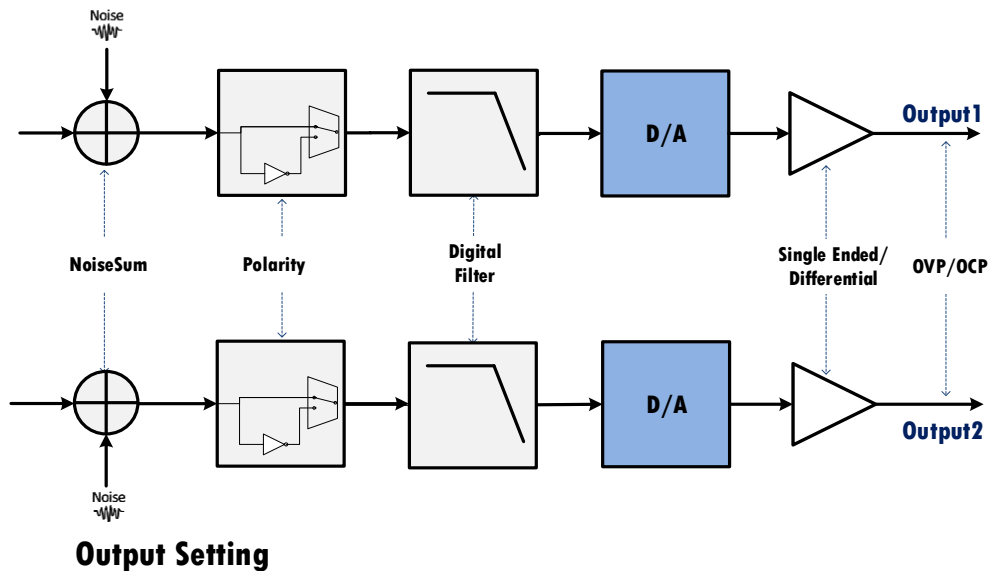 Noise
Output1
D/A
NoiseSum
Polarity
Digital
Filter
Single Ended/
Differential
OVP/OCP
D/A
Output2
Noise
Output Setting